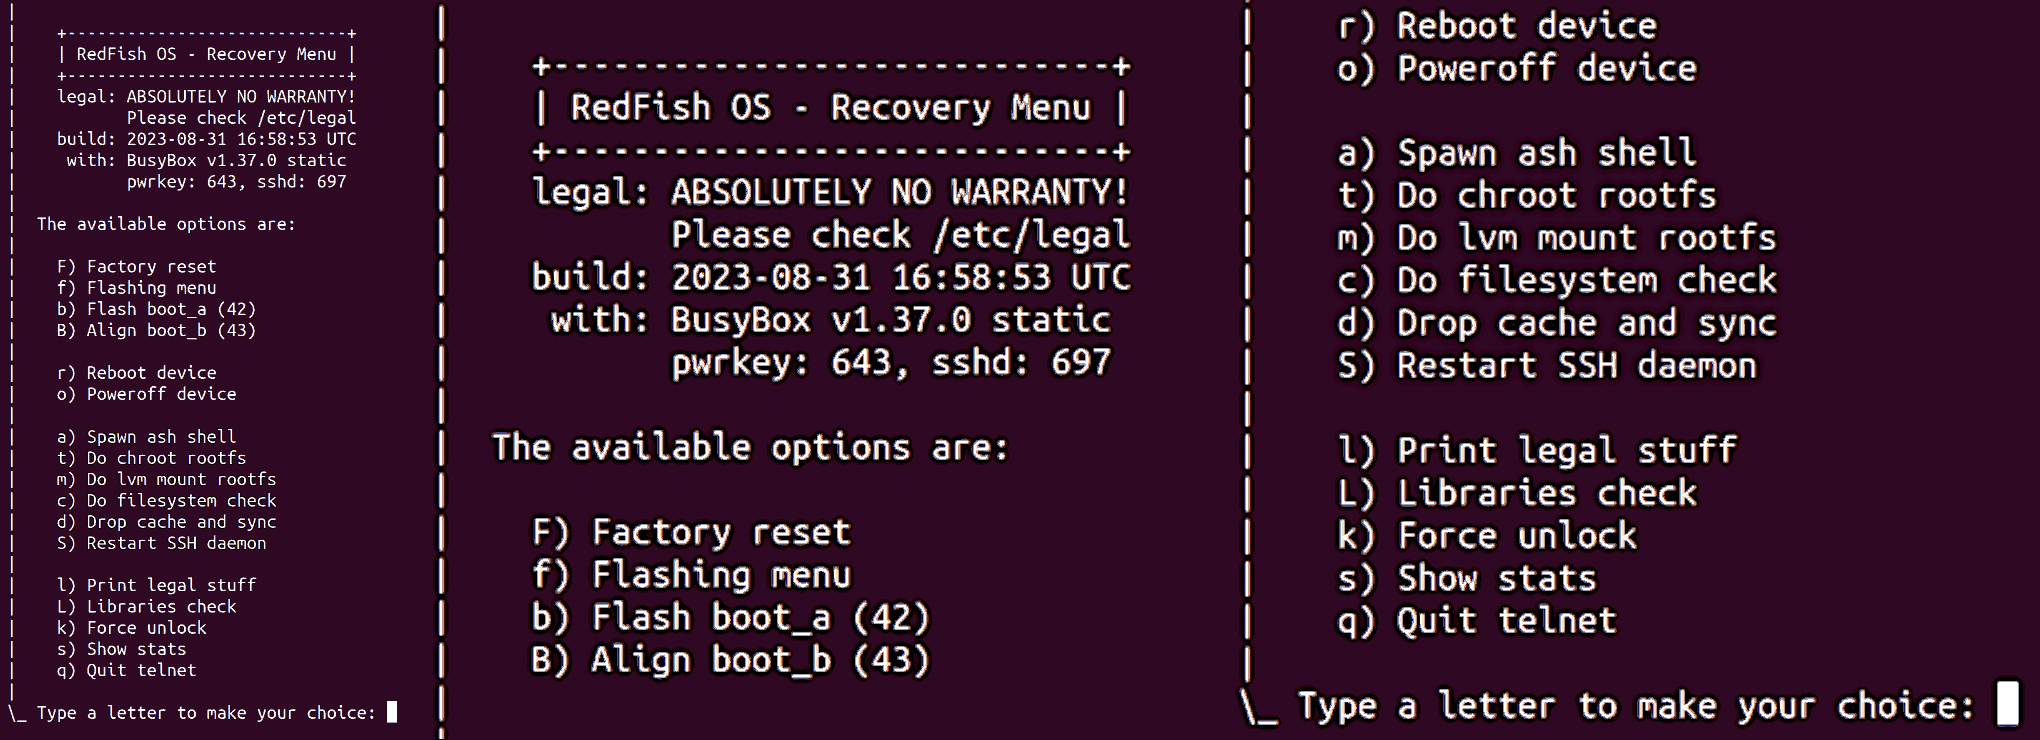 +----------------------------+
| RedFish OS - Recovery Menu |
+----------------------------+
legal: ABSOLUTELY NO WARRANTY!
Please check /etc/legal
build: 2023-08-31 16:58:53 UTC
with: BusyBox v1.37.0 static
pwrkey: 643, sshd: 697
The available options are:
F) Factory reset
f) Flashing menu
b) Flash boot_a (42)
B) Align boot_b (43)
r) Reboot device
o) Poweroff device
a) Spawn ash shell
t) Do chroot rootfs
m) Do lvm mount rootfs
c) Do filesystem check
d) Drop cache and sync
S) Restart SSH daemon
l) Print legal stuff
L) Libraries check
k) Force unlock
s) Show stats
q) Quit telnet
\_ Type a letter to make your choice:
+----------------------------+
| RedFish OS - Recovery Menu |
+----------------------------+
legal: ABSOLUTELY NO WARRANTY!
Please check /etc/legal
build: 2023-08-31 16:58:53 UTC
with: BusyBox v1.37.0 static
pwrkey: 643, sshd: 697
The available options are:
F) Factory reset
f) Flashing menu
b) Flash boot_a (42)
B) Align boot_b (43)
r) Reboot device
o) Poweroff device
a) Spawn ash shell
t) Do chroot rootfs
m) Do lvm mount rootfs
c) Do filesystem check
d) Drop cache and sync
S) Restart SSH daemon
l) Print legal stuff
L) Libraries check
k) Force unlock
s) Show stats
q) Quit telnet
\_ Type a letter to make your choice: